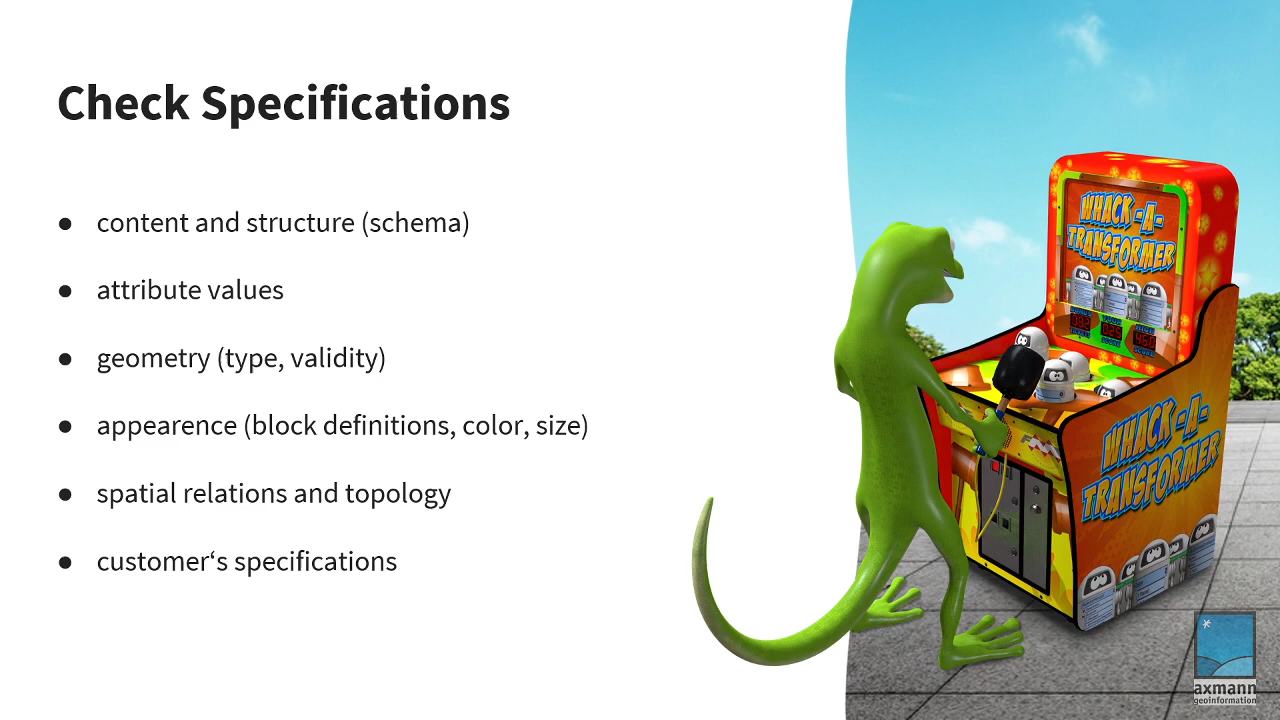 Check Specifications
● content and structure (schema)
● attribute values
● geometry (type, validity)
● appearence (block definitions, color, size)
● spatial relations and topology
● customer‘s specifications
WHACK-A-
TRANSFORMER
WHACK-A-
TRANSFORMER
axmann
geoinformation